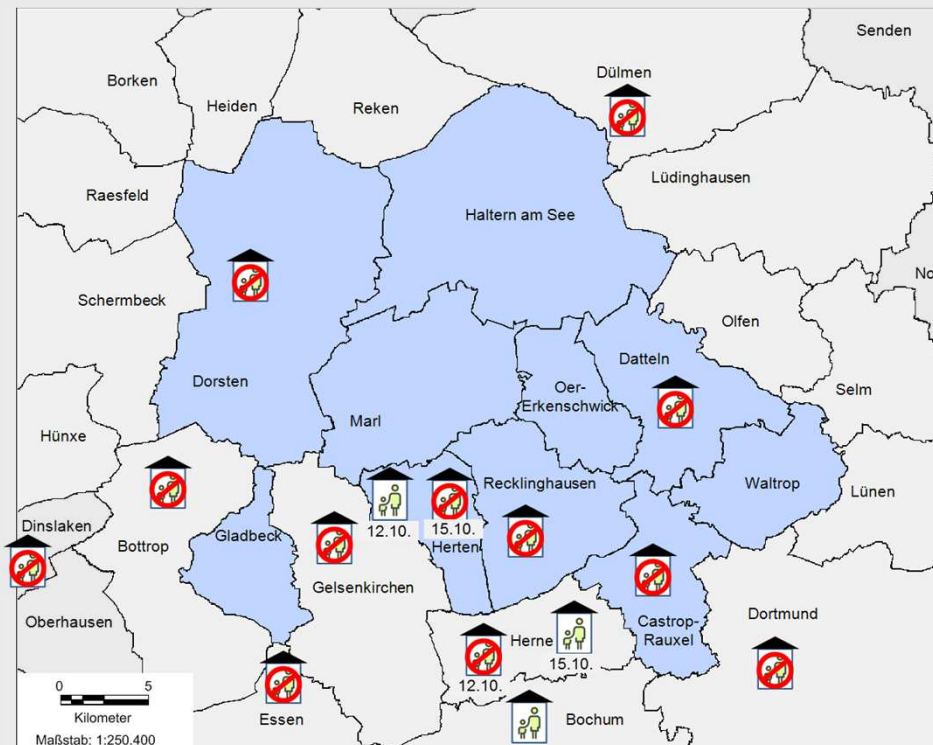 Senden
Borken
Dülmen
Heiden
Reken
Raesfeld
Lüdinghausen
Haltern am See
No
Schermbeck
Olfen
Datteln
Dorsten
Oer-
Erkenschwick
Selm
Marl
Hünxe
Recklinghausen
Waltrop
Lünen
Dinslaken
12.10.
15.10.
Bottrop
Gladbeck
Herten
Gelsenkirchen
Oberhausen
Castrop-
Rauxel
Dortmund
Herne
12.10.
15.10.
Essen
Bochum
0 5
Kilometer
Maßstab: 1:250.400